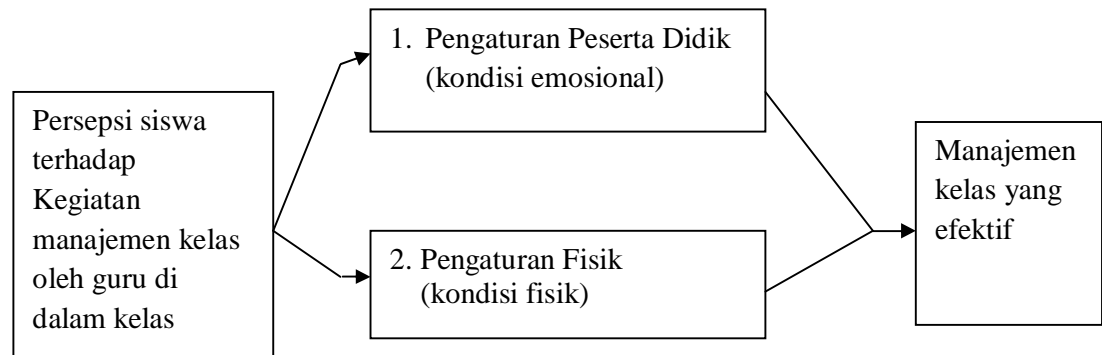 Persepsi siswa
terhadap
Kegiatan
manajemen kelas
oleh guru di
dalam kelas
1. Pengaturan Peserta Didik
(kondisi emosional)
2. Pengaturan Fisik
(kondisi fisik)
Manajemen
kelas yang
efektif